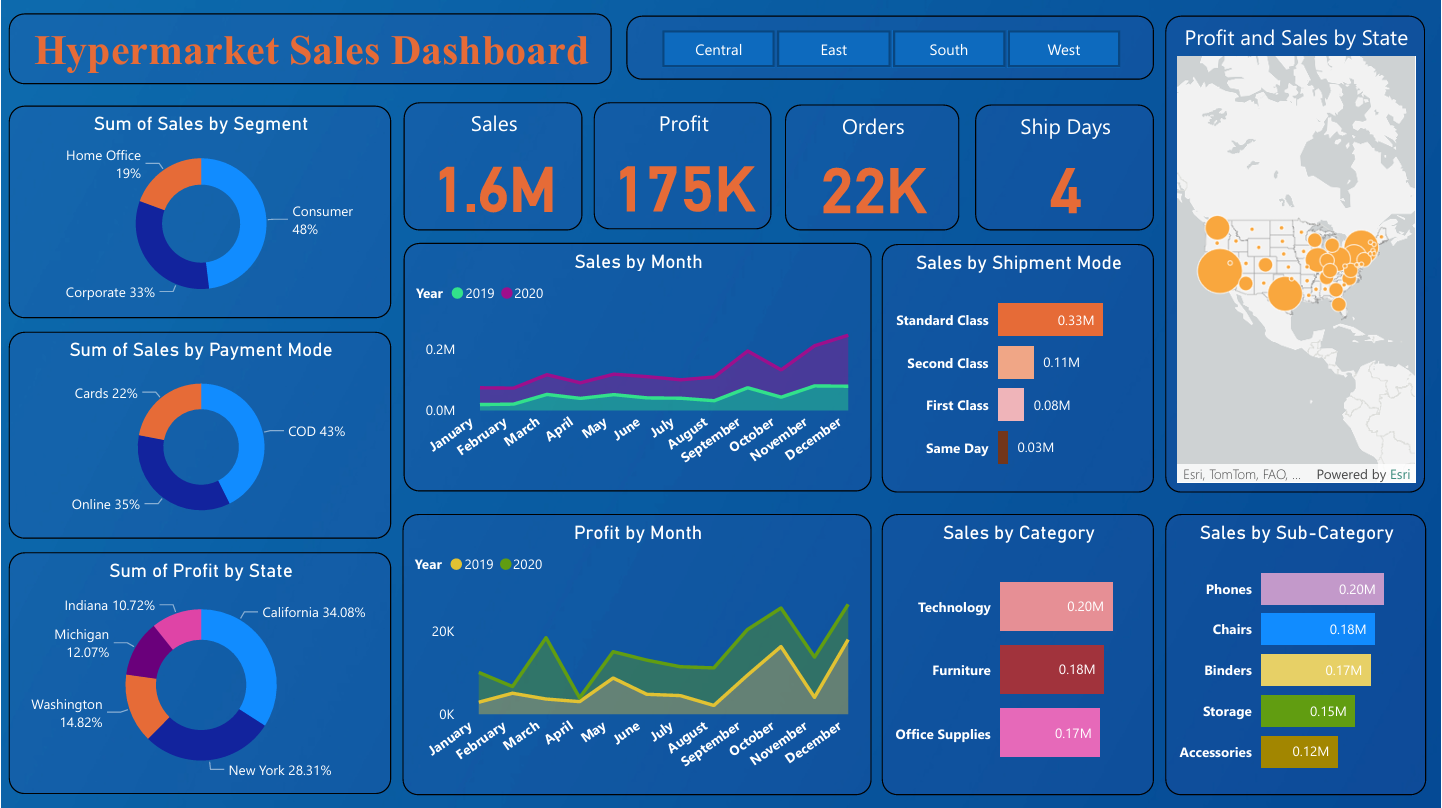 Hypermarket Sales Dashboard
Central
East
South
West
Profit and Sales by State
Esri, TomTom, FAO, ...
Powered by Esri
Sum of Sales by Segment
Home Office
19%
Consumer
48%
Corporate 33%
Sales
1.6M
Profit
175K
Orders
22K
Ship Days
4
Sum of Sales by Payment Mode
Cards 22%
COD 43%
Online 35%
Sales by Month
Year 2019 2020
0.2M
0.0M
January
February
March
April
May
June
July
August
September
October
November
December
Sales by Shipment Mode
Standard Class 0.33M
Second Class 0.11M
First Class 0.08M
Same Day 0.03M
Sum of Profit by State
Indiana 10.72%
California 34.08%
Michigan
12.07%
Washington
14.82%
New York 28.31%
Profit by Month
Year 2019 2020
20K
0K
January
February
March
April
May
June
July
August
September
October
November
December
Sales by Category
Technology 0.20M
Furniture 0.18M
Office Supplies 0.17M
Sales by Sub-Category
Phones 0.20M
Chairs 0.18M
Binders 0.17M
Storage 0.15M
Accessories 0.12M